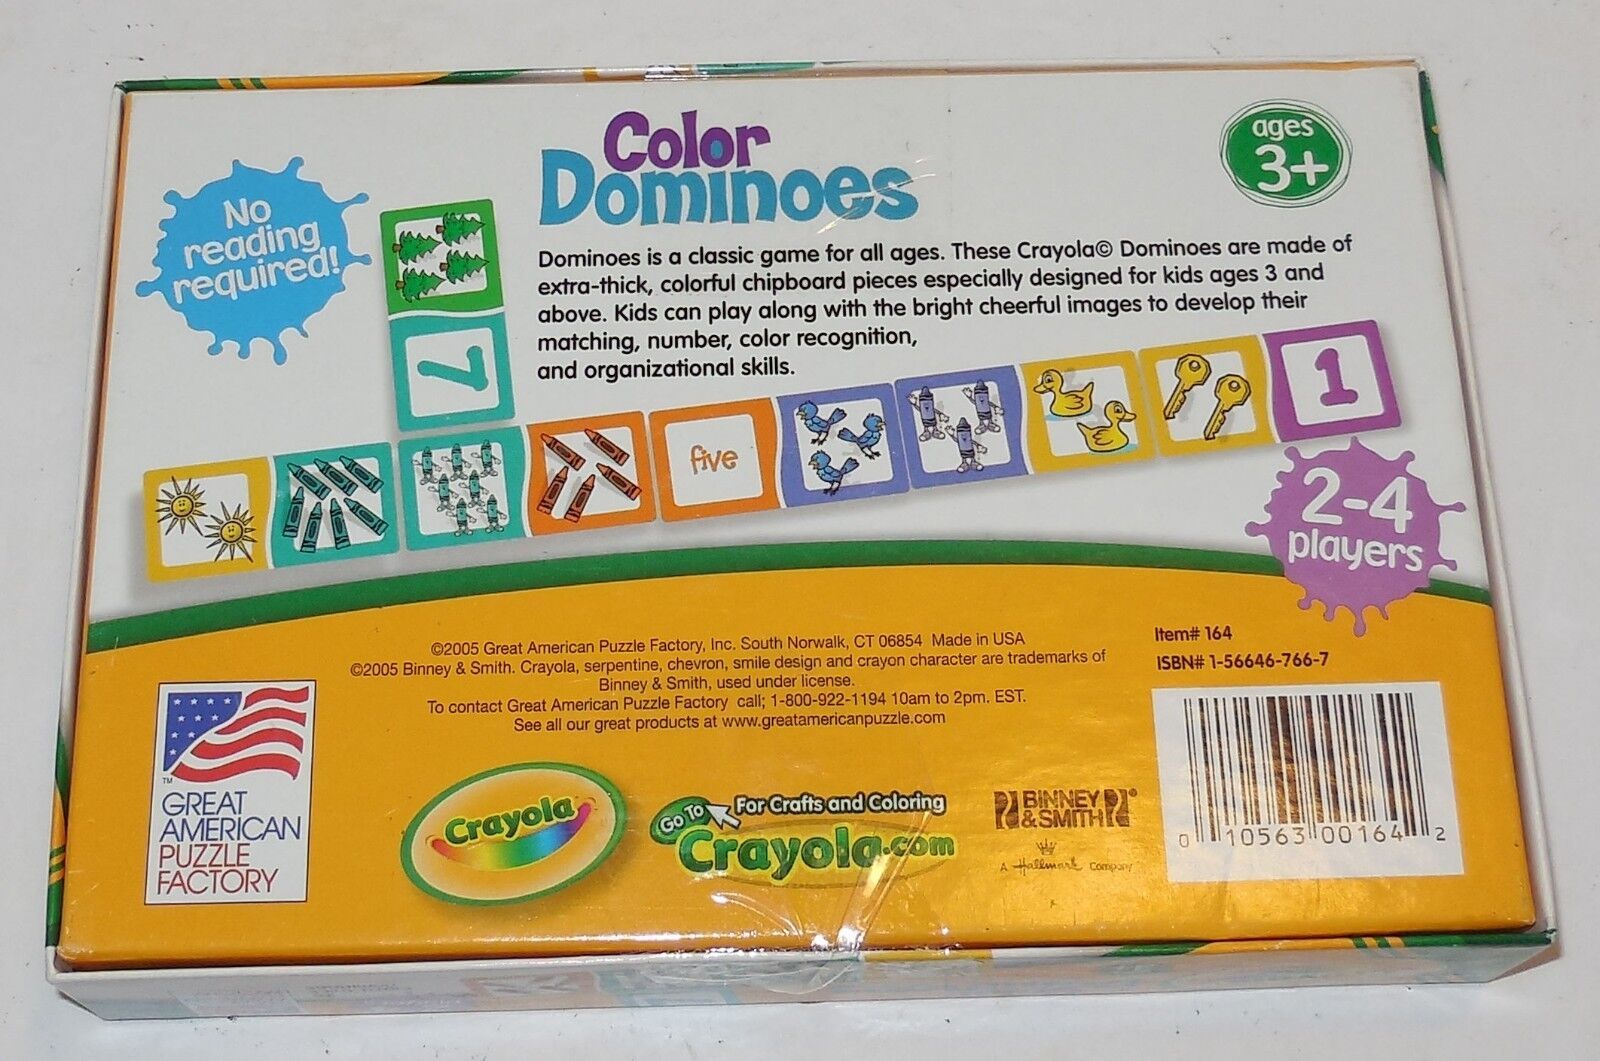 Color
Dominoes
ages
3+
No
reading
required!
Dominoes is a classic game for all ages. These Crayola© Dominoes are made of
extra-thick, colorful chipboard pieces especially designed for kids ages 3 and
above. Kids can play along with the bright cheerful images to develop their
matching, number, color recognition,
and organizational skills.
7
five
1
2-4
players
©2005 Great American Puzzle Factory, Inc. South Norwalk, CT 06854 Made in USA
©2005 Binney & Smith. Crayola, serpentine, chevron, smile design and crayon character are trademarks of
Binney & Smith, used under license.
To contact Great American Puzzle Factory call; 1-800-922-1194 10am to 2pm. EST.
See all our great products at www.greatamericanpuzzle.com
Item# 164
ISBN# 1-56646-766-7
TM
GREAT
AMERICAN
PUZZLE
FACTORY
Crayola
Go To For Crafts and Coloring
Crayola.com
BINNEY
& SMITH®
A Hallmark Company
0 10563 00164 2